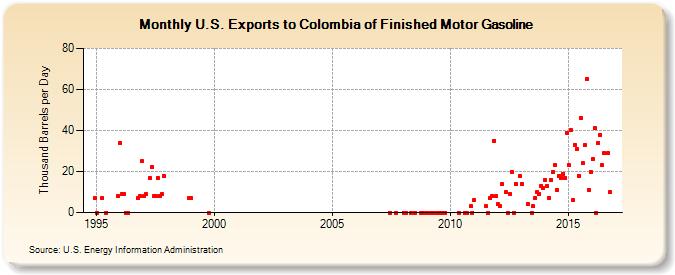 Monthly U.S. Exports to Colombia of Finished Motor Gasoline
Thousand Barrels per Day
80
60
40
20
0
1995 2000 2005 2010 2015
Source: U.S. Energy Information Administration